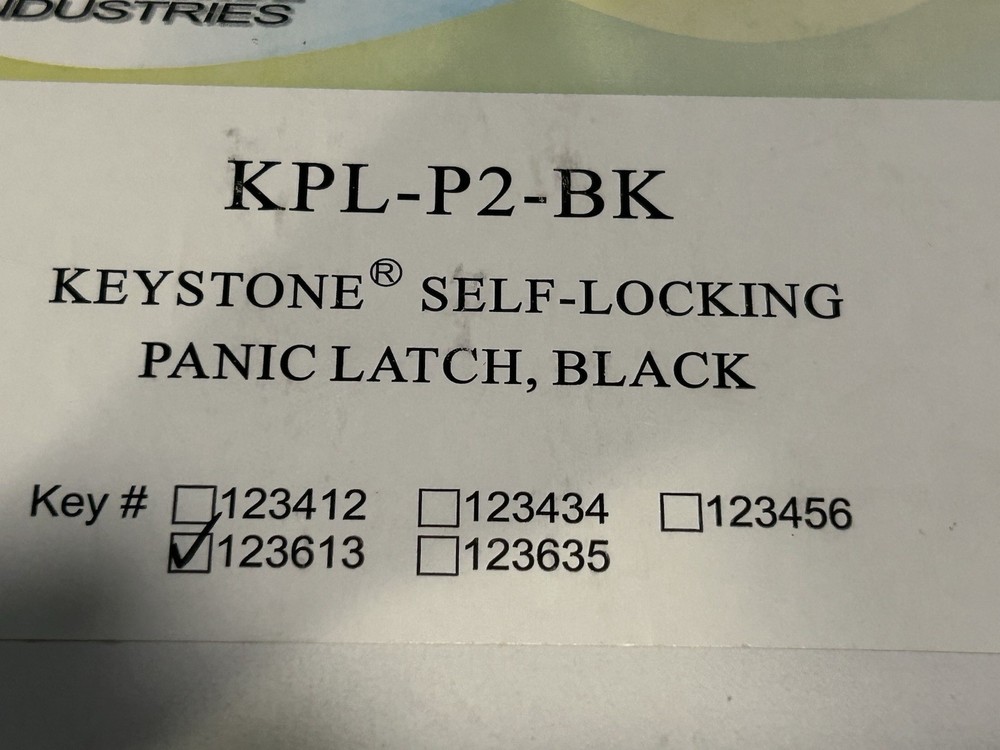 INDUSTRIES
KPL-P2-BK
KEYSTONE® SELF-LOCKING
PANIC LATCH, BLACK
Key # ☐123412 ☐123434 ☐123456
☑123613 ☐123635